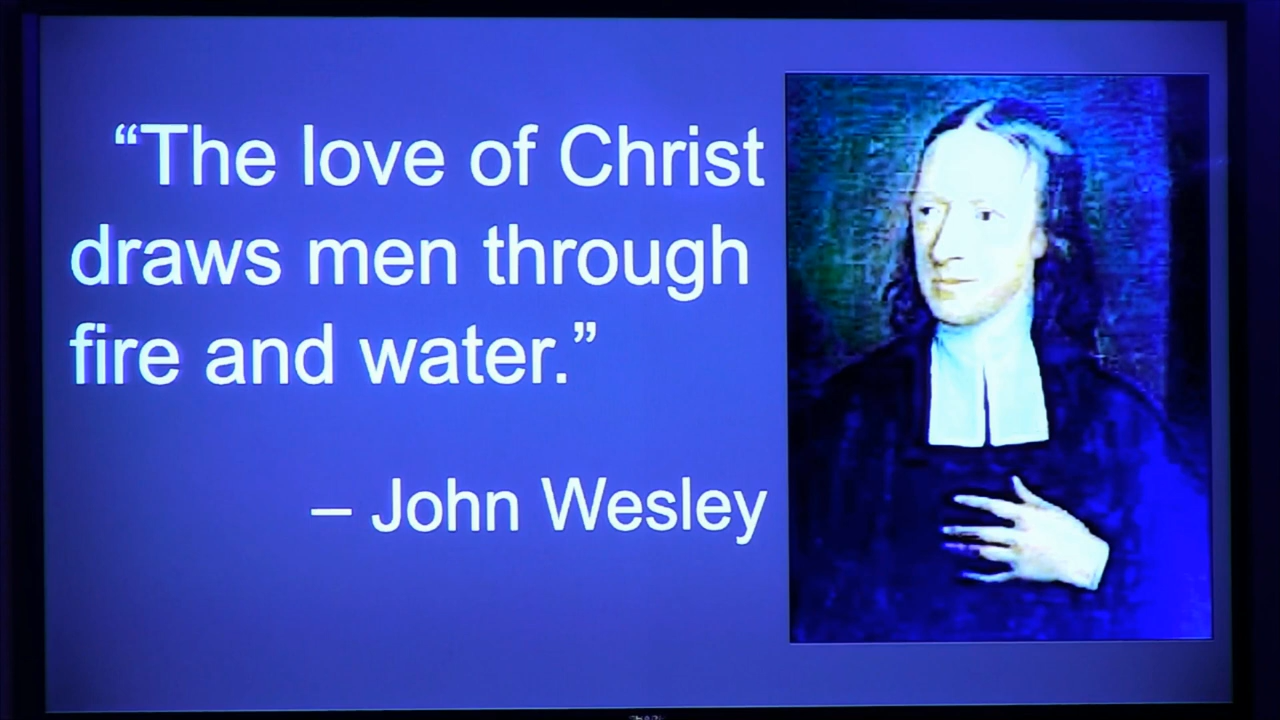 “The love of Christ
draws men through
fire and water.”
– John Wesley